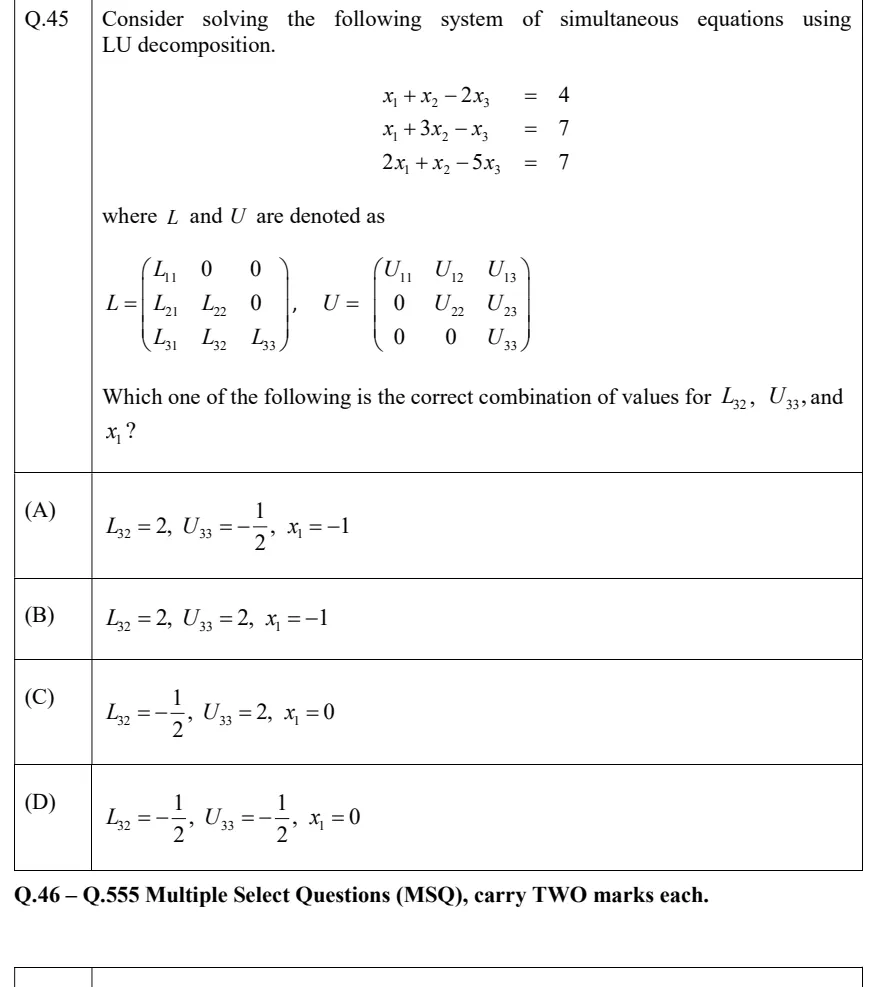 Q.45 Consider solving the following system of simultaneous equations using
LU decomposition.
x₁ + x₂ − 2x₃ = 4
x₁ + 3x₂ − x₃ = 7
2x₁ + x₂ − 5x₃ = 7
where L and U are denoted as
L = ( L₁₁ 0 0 ; L₂₁ L₂₂ 0 ; L₃₁ L₃₂ L₃₃ ), U = ( U₁₁ U₁₂ U₁₃ ; 0 U₂₂ U₂₃ ; 0 0 U₃₃ )
Which one of the following is the correct combination of values for L₃₂, U₃₃, and
x₁ ?
(A) L₃₂ = 2, U₃₃ = −1/2, x₁ = −1
(B) L₃₂ = 2, U₃₃ = 2, x₁ = −1
(C) L₃₂ = −1/2, U₃₃ = 2, x₁ = 0
(D) L₃₂ = −1/2, U₃₃ = −1/2, x₁ = 0
Q.46 – Q.555 Multiple Select Questions (MSQ), carry TWO marks each.